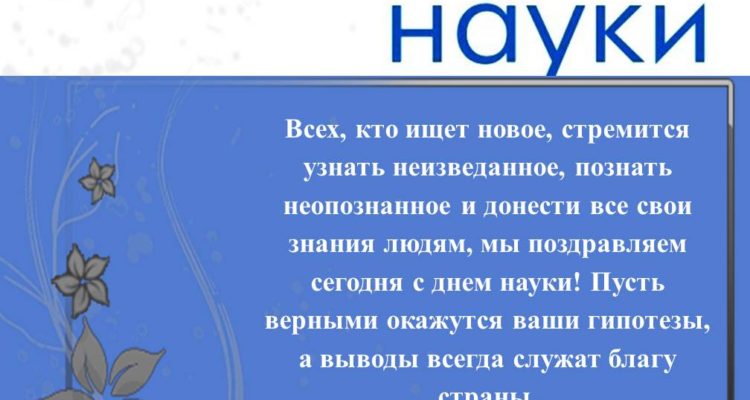 науки
Всех, кто ищет новое, стремится
узнать неизведанное, познать
неопознанное и донести все свои
знания людям, мы поздравляем
сегодня с днем науки! Пусть
верными окажутся ваши гипотезы,
а выводы всегда служат благу
страны